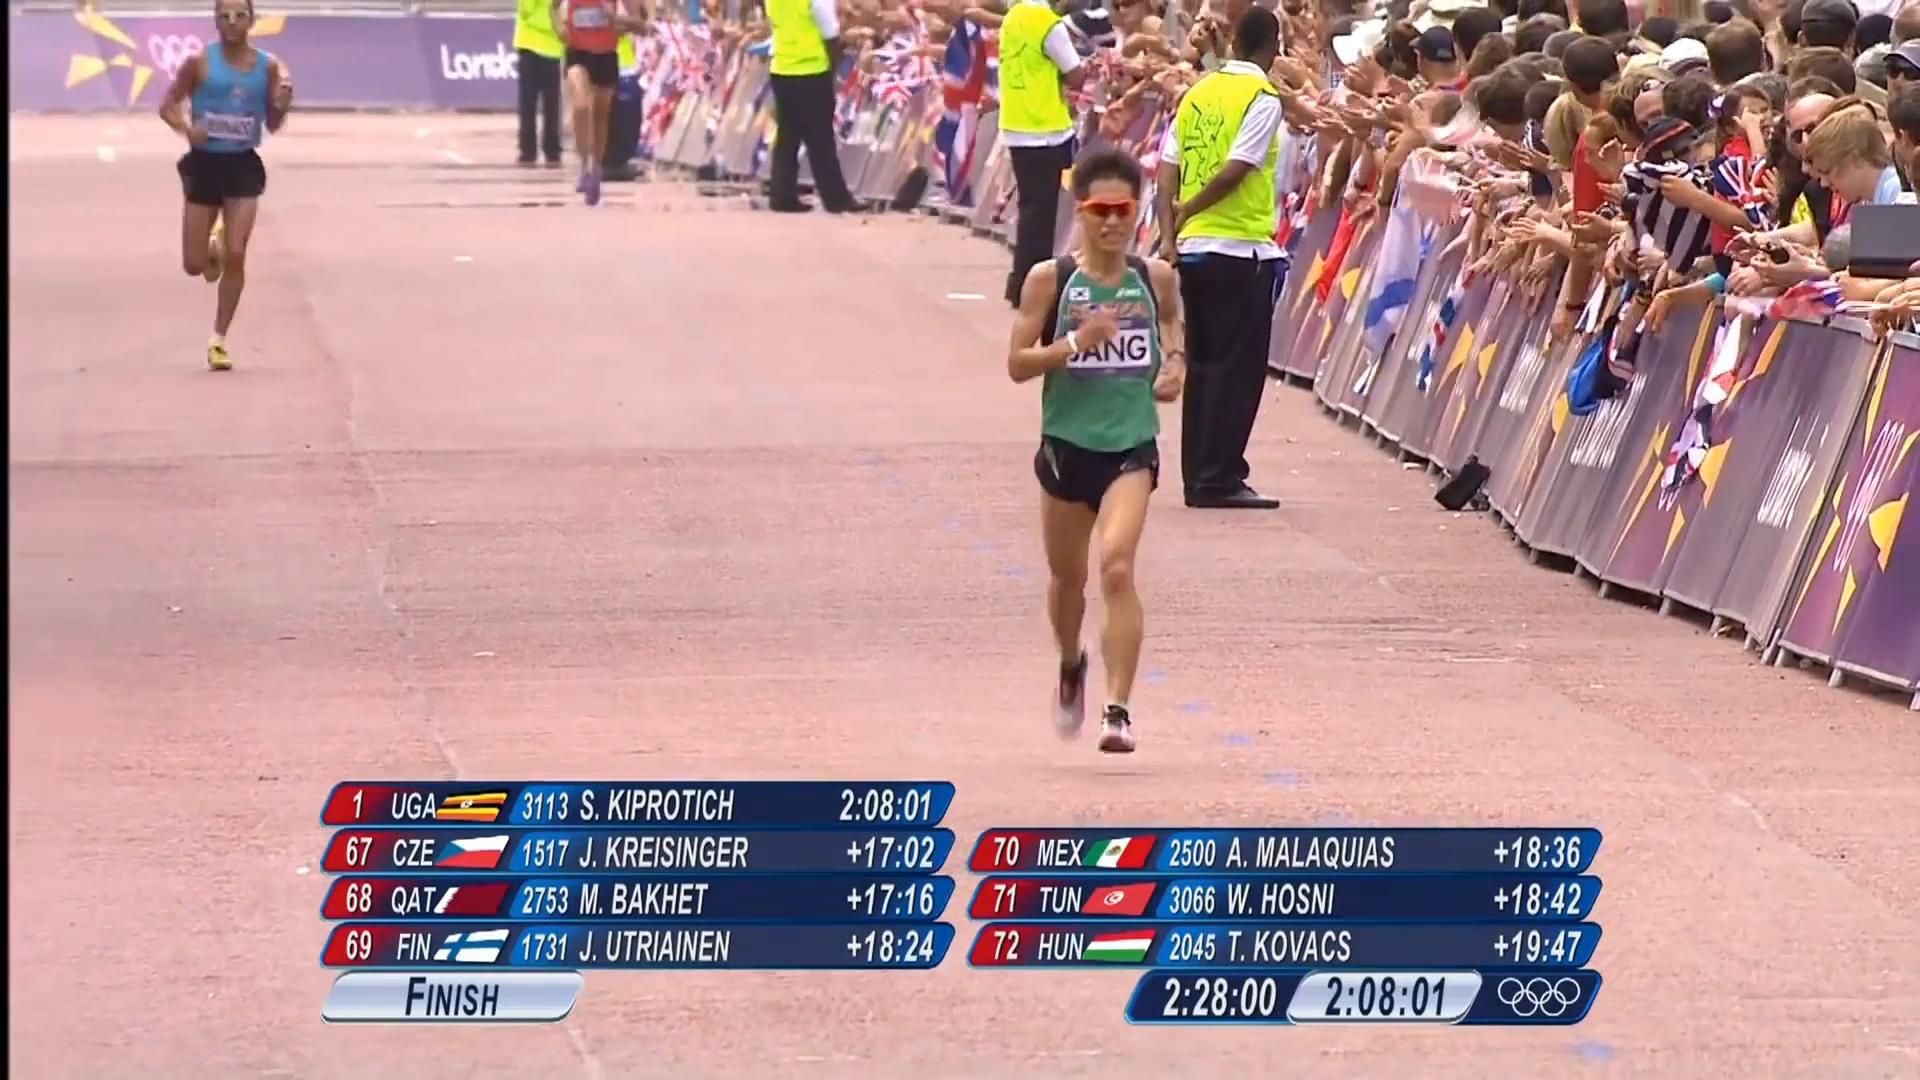 London
JANG
1 UGA 3113 S. KIPROTICH 2:08:01
67 CZE 1517 J. KREISINGER +17:02
68 QAT 2753 M. BAKHET +17:16
69 FIN 1731 J. UTRIAINEN +18:24
70 MEX 2500 A. MALAQUIAS +18:36
71 TUN 3066 W. HOSNI +18:42
72 HUN 2045 T. KOVACS +19:47
FINISH
2:28:00 2:08:01